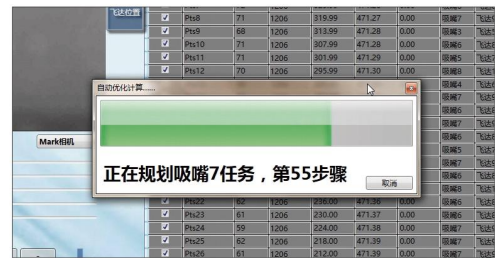 飞达位置
Pts8 71 1206 319.99 471.27 0.00 吸嘴7
Pts9 68 1206 313.99 471.28 0.00 吸嘴3
Pts10 71 1206 307.99 471.28 0.00 吸嘴6
Pts11 71 1206 301.99 471.29 0.00 吸嘴5
Pts12 70 1206 295.99 471.30 0.00 吸嘴8
自动优化计算......
Mark相机
正在规划吸嘴7任务，第55步骤
取消
Pts22 62 1206 236.00 471.36 0.00 吸嘴6
Pts23 61 1206 230.00 471.37 0.00 吸嘴6
Pts24 59 1206 224.00 471.38 0.00 吸嘴7
Pts25 62 1206 218.00 471.39 0.00 吸嘴7
Pts26 61 1206 212.00 471.39 0.00 吸嘴7